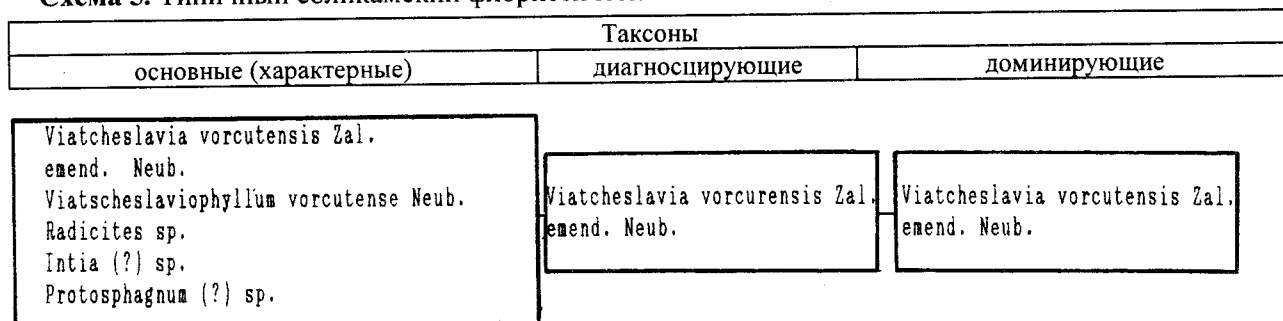 Таксоны
основные (характерные) диагносцирующие доминирующие
Viatcheslavia vorcutensis Zal.
emend. Neub.
Viatscheslaviophyllum vorcutense Neub.
Radicites sp.
Intia (?) sp.
Protosphagnum (?) sp.
Viatcheslavia vorcurensis Zal.
emend. Neub.
Viatcheslavia vorcutensis Zal.
emend. Neub.